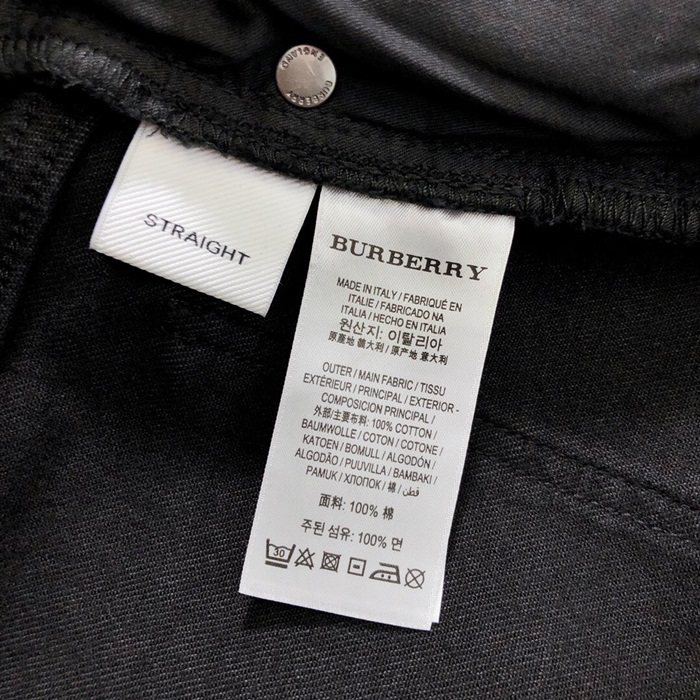 BURBERRY
ENGLAND
STRAIGHT
BURBERRY
MADE IN ITALY / FABRIQUÉ EN
ITALIE / FABRICADO NA
ITALIA / HECHO EN ITALIA
원산지: 이탈리아
原產地 義大利 / 原产地 意大利
OUTER / MAIN FABRIC / TISSU
EXTÉRIEUR / PRINCIPAL / EXTERIOR -
COMPOSICION PRINCIPAL /
外部/主要布料: 100% COTTON /
BAUMWOLLE / COTON / COTONE /
KATOEN / BOMULL / ALGODÓN /
ALGODÃO / PUUVILLA / BAMBAKI /
PAMUK / ХЛОПОК / 棉 / قطن
面料: 100% 棉
주된 섬유: 100% 면
30